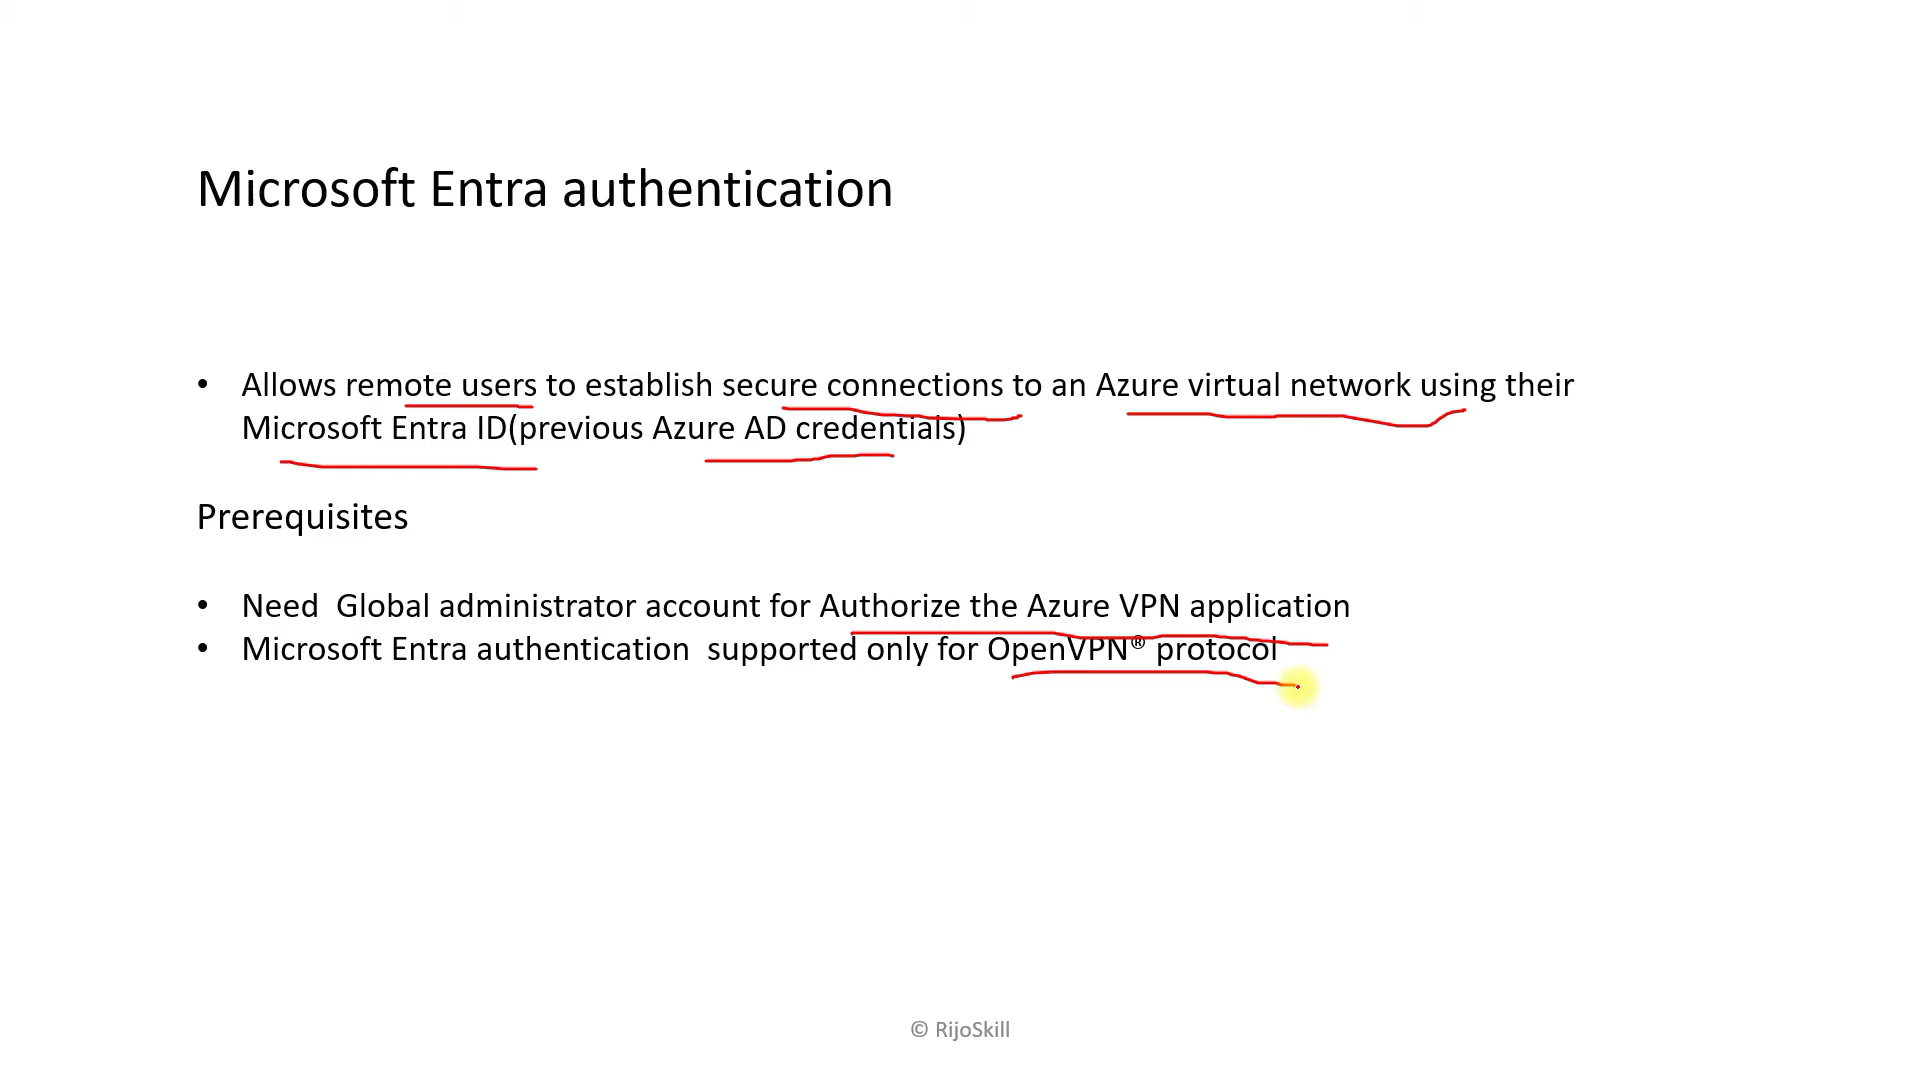 Microsoft Entra authentication
• Allows remote users to establish secure connections to an Azure virtual network using their
Microsoft Entra ID(previous Azure AD credentials)
Prerequisites
• Need  Global administrator account for Authorize the Azure VPN application
• Microsoft Entra authentication  supported only for OpenVPN® protocol
© RijoSkill